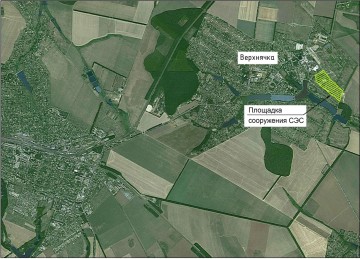 Верхнячка
Площадка
сооружения СЭС